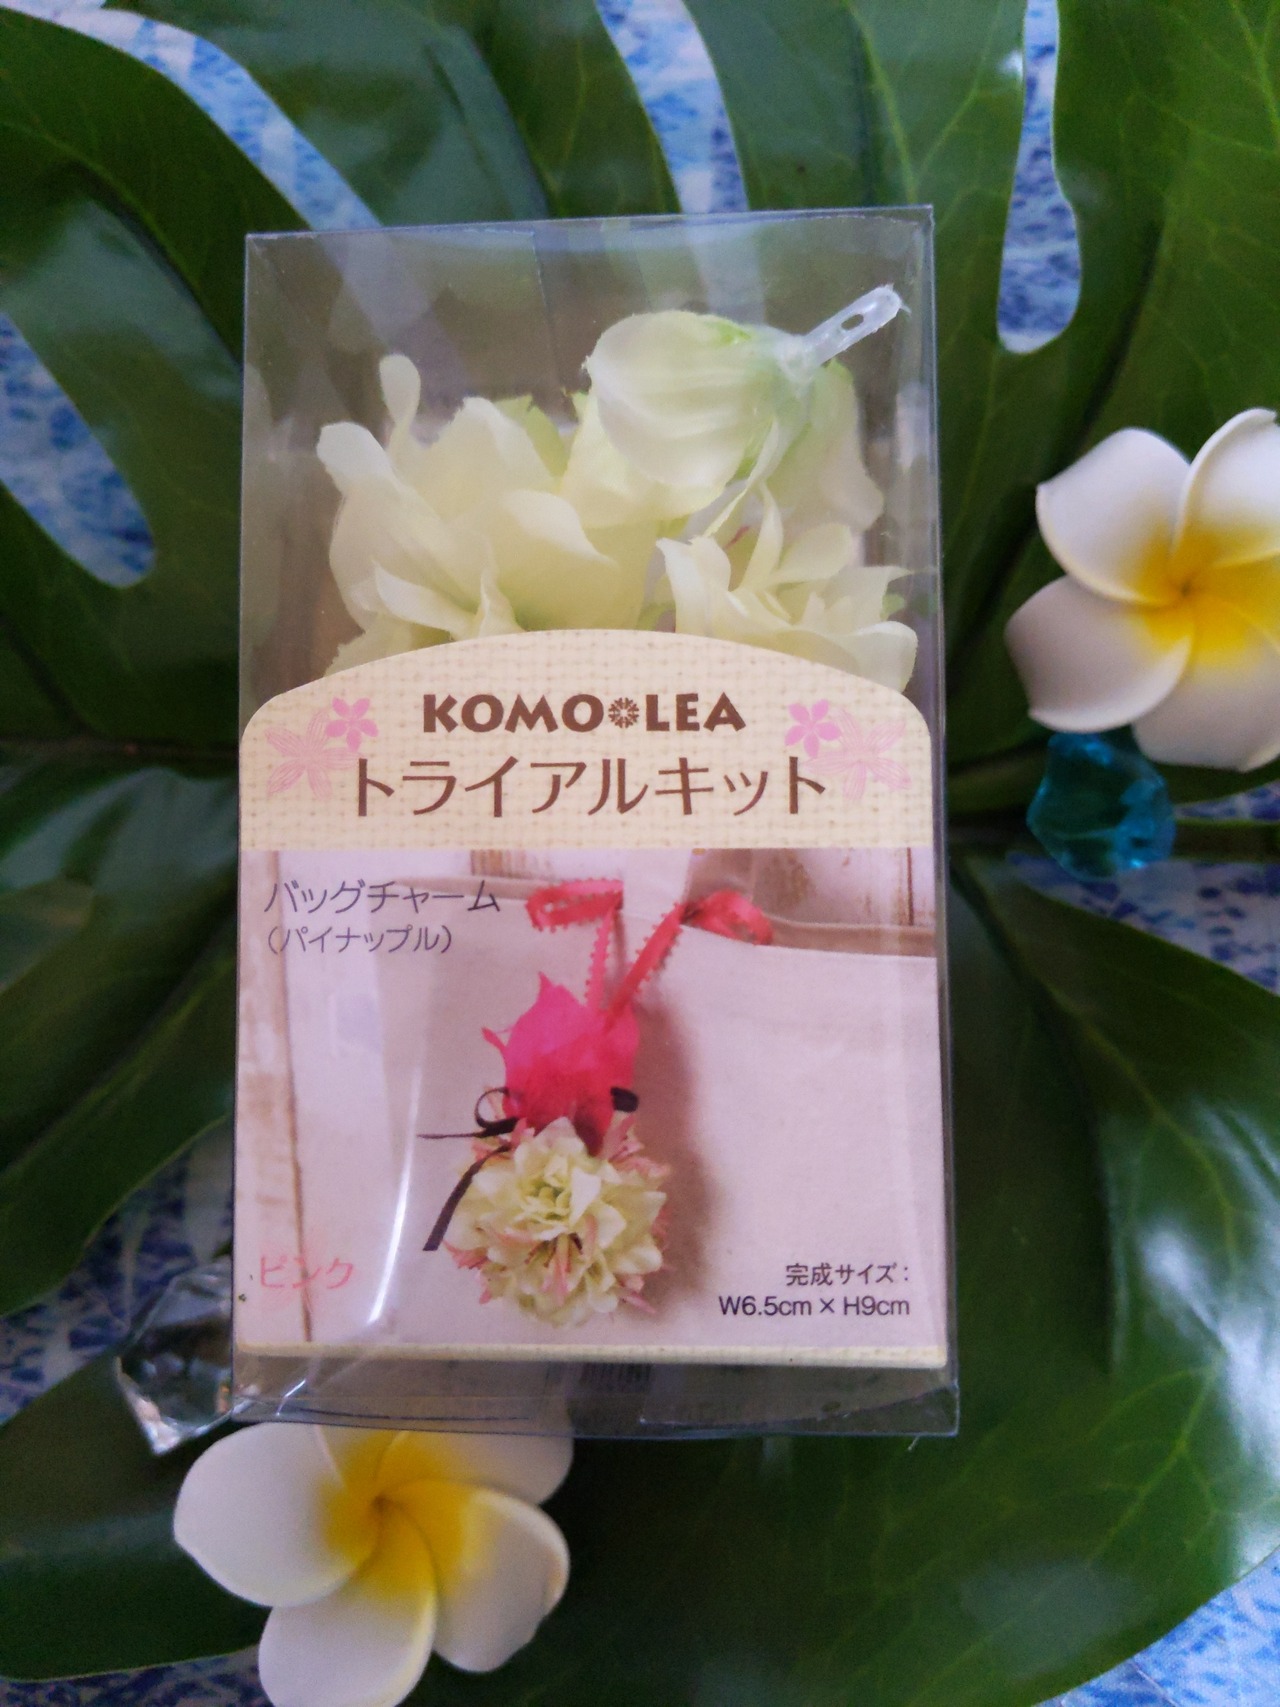 KOMO LEA
トライアルキット
バッグチャーム
（パイナップル）
ピンク
完成サイズ：
W6.5cm × H9cm